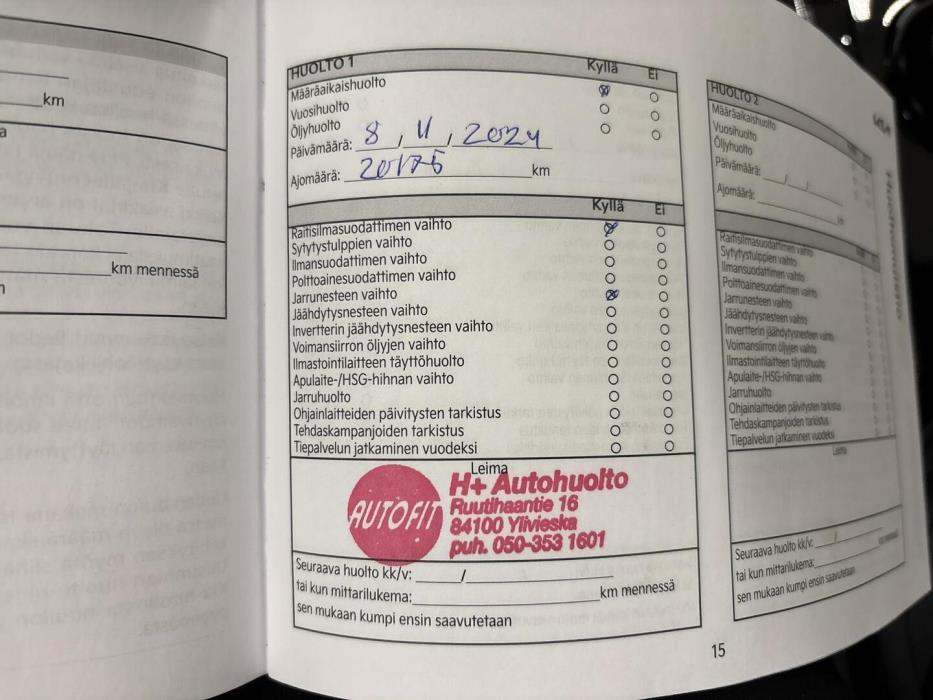 km
a
km mennessä
HUOLTO 1 Kyllä Ei
Määräaikaishuolto
Vuosihuolto
Öljyhuolto
Päivämäärä: 8, 11, 2024
Ajomäärä: 20175 km
Kyllä Ei
Raitisilmasuodattimen vaihto
Sytytystulppien vaihto
Ilmansuodattimen vaihto
Polttoainesuodattimen vaihto
Jarrunesteen vaihto
Jäähdytysnesteen vaihto
Invertterin jäähdytysnesteen vaihto
Voimansiirron öljyjen vaihto
Ilmastointilaitteen täyttöhuolto
Apulaite-/HSG-hihnan vaihto
Jarruhuolto
Ohjainlaitteiden päivitysten tarkistus
Tehdaskampanjoiden tarkistus
Tiepalvelun jatkaminen vuodeksi
Leima
AUTOFIT
H+ Autohuolto
Ruutihaantie 16
84100 Ylivieska
puh. 050-353 1601
Seuraava huolto kk/v: /
tai kun mittarilukema: km mennessä
sen mukaan kumpi ensin saavutetaan
15
HUOLTO 2
Määräaikaishuolto
Vuosihuolto
Öljyhuolto
Päivämäärä: / /
Ajomäärä: km
Raitisilmasuodattimen vaihto
Sytytystulppien vaihto
Ilmansuodattimen vaihto
Polttoainesuodattimen vaihto
Jarrunesteen vaihto
Jäähdytysnesteen vaihto
Invertterin jäähdytysnesteen vaihto
Voimansiirron öljyjen vaihto
Ilmastointilaitteen täyttöhuolto
Apulaite-/HSG-hihnan vaihto
Jarruhuolto
Ohjainlaitteiden päivitysten tarkistus
Tehdaskampanjoiden tarkistus
Tiepalvelun jatkaminen vuodeksi
Leima
Seuraava huolto kk/v: /
tai kun mittarilukema:
sen mukaan kumpi ensin saavutetaan